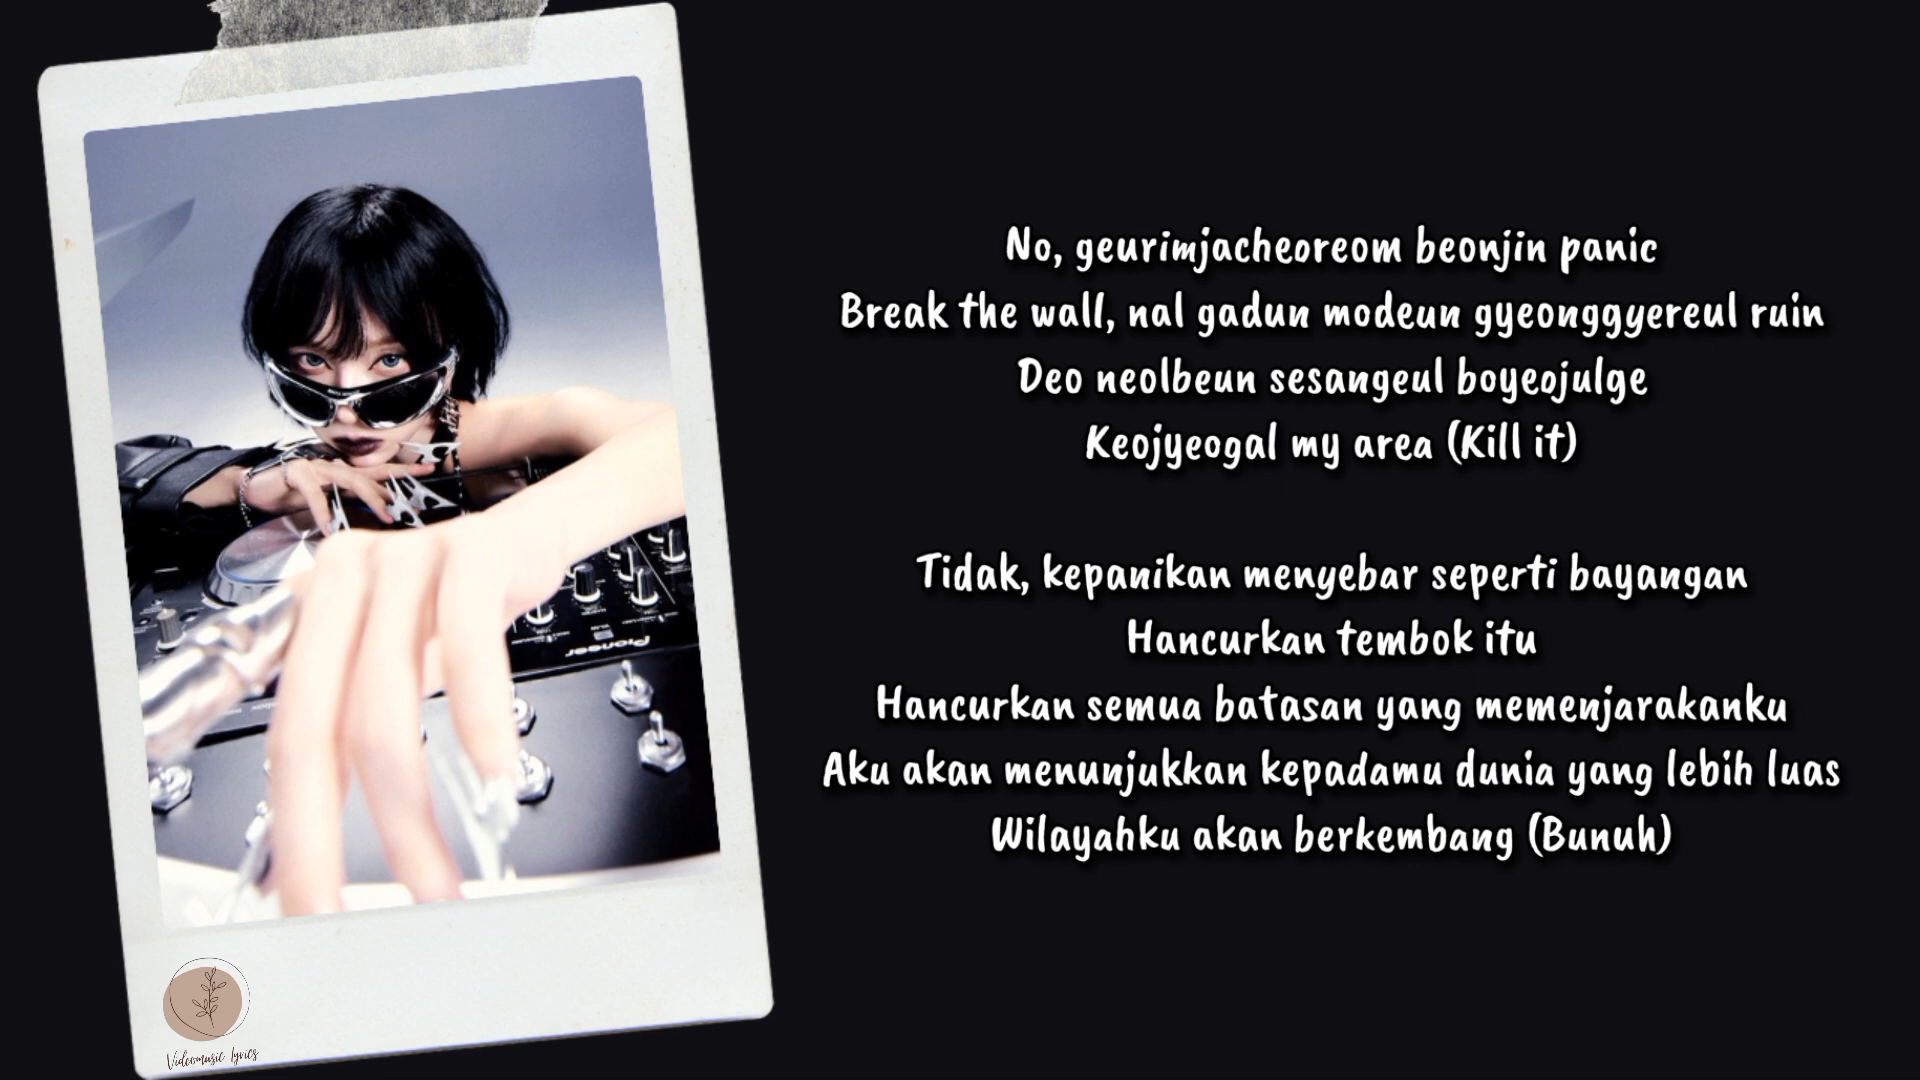 No, geurimjacheoreom beonjin panic
Break the wall, nal gadun modeun gyeonggyereul ruin
Deo neolbeun sesangeul boyeojulge
Keojyeogal my area (Kill it)
Tidak, kepanikan menyebar seperti bayangan
Hancurkan tembok itu
Hancurkan semua batasan yang memenjarakanku
Aku akan menunjukkan kepadamu dunia yang lebih luas
Wilayahku akan berkembang (Bunuh)
Pioneer
Videomusic lyrics